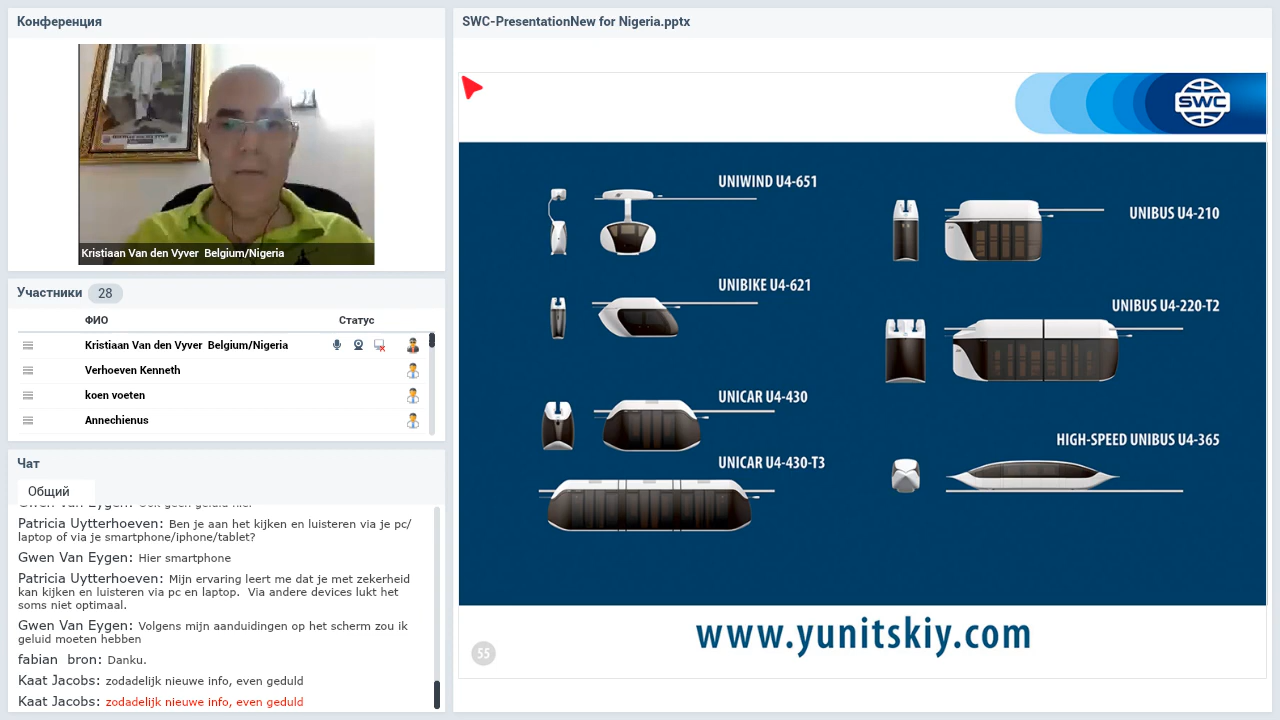 Конференция
Kristiaan Van den Vyver  Belgium/Nigeria
Участники 28
ФИО Статус
Kristiaan Van den Vyver  Belgium/Nigeria
Verhoeven Kenneth
koen voeten
Annechienus
Чат
Общий
Gwen Van Eygen: Ook geen geluid hier
Patricia Uytterhoeven: Ben je aan het kijken en luisteren via je pc/
laptop of via je smartphone/iphone/tablet?
Gwen Van Eygen: Hier smartphone
Patricia Uytterhoeven: Mijn ervaring leert me dat je met zekerheid
kan kijken en luisteren via pc en laptop.  Via andere devices lukt het
soms niet optimaal.
Gwen Van Eygen: Volgens mijn aanduidingen op het scherm zou ik
geluid moeten hebben
fabian  bron: Danku.
Kaat Jacobs: zodadelijk nieuwe info, even geduld
Kaat Jacobs: zodadelijk nieuwe info, even geduld
SWC-PresentationNew for Nigeria.pptx
SWC
UNIWIND U4-651
UNIBIKE U4-621
UNICAR U4-430
UNICAR U4-430-T3
UNIBUS U4-210
UNIBUS U4-220-T2
HIGH-SPEED UNIBUS U4-365
www.yunitskiy.com
55